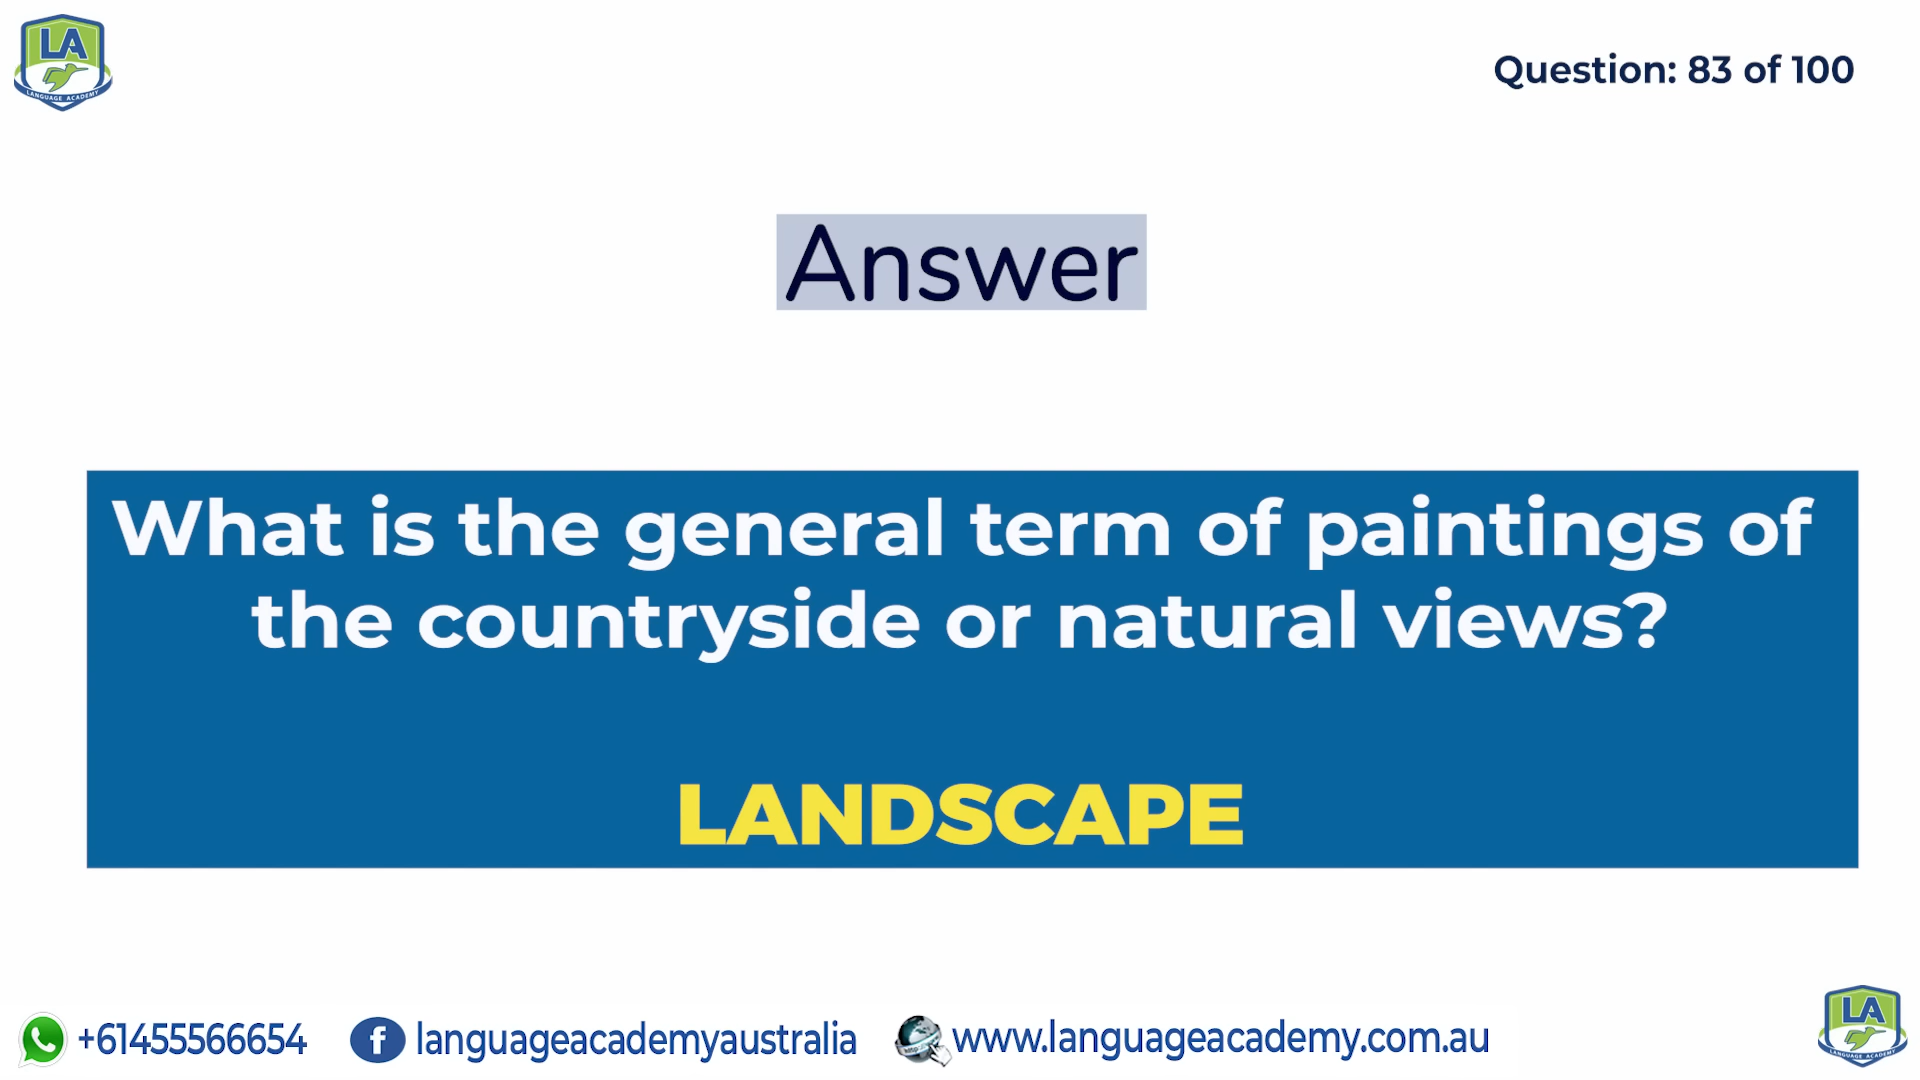 LA
LANGUAGE ACADEMY
Question: 83 of 100
Answer
What is the general term of paintings of
the countryside or natural views?
LANDSCAPE
+61455566654
f
languageacademyaustralia
http
www.languageacademy.com.au
LA
LANGUAGE ACADEMY